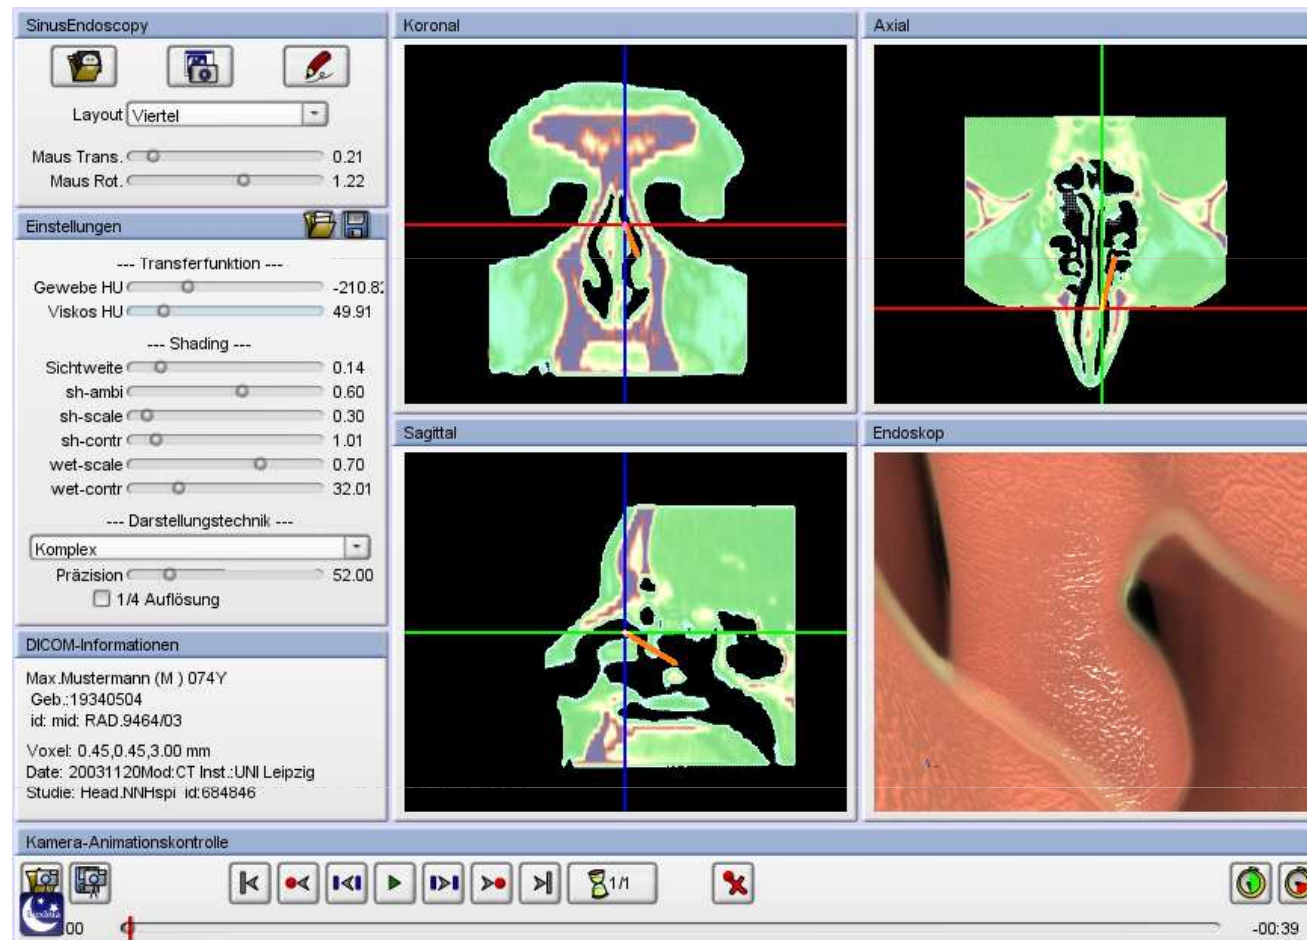 SinusEndoscopy
Layout Viertel
Maus Trans. 0.21
Maus Rot. 1.22
Einstellungen
--- Transferfunktion ---
Gewebe HU -210.82
Viskos HU 49.91
--- Shading ---
Sichtweite 0.14
sh-ambi 0.60
sh-scale 0.30
sh-contr 1.01
wet-scale 0.70
wet-contr 32.01
--- Darstellungstechnik ---
Komplex
Präzision 52.00
1/4 Auflösung
DICOM-Informationen
Max.Mustermann (M ) 074Y
Geb.:19340504
id: mid: RAD.9464/03
Voxel: 0.45,0.45,3.00 mm
Date: 20031120Mod:CT Inst.:UNI Leipzig
Studie: Head.NNHspi id:684846
Koronal
Axial
Sagittal
Endoskop
Kamera-Animationskontrolle
1/1
:00
-00:39